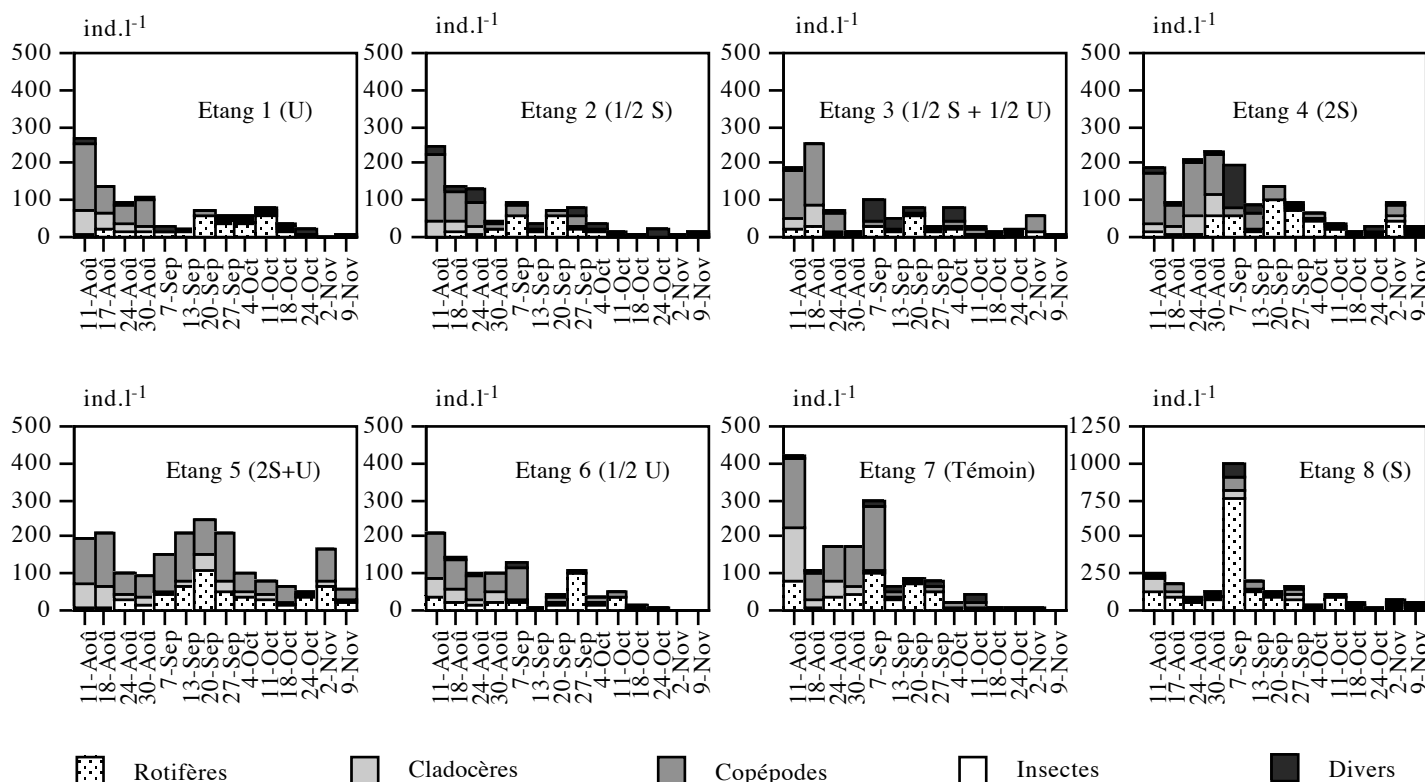 ind.l-1 ind.l-1 ind.l-1 ind.l-1
500 500 500 500
400 400 400 400
300 300 300 300
200 200 200 200
100 100 100 100
0 0 0 0
Etang 1 (U) Etang 2 (1/2 S) Etang 3 (1/2 S + 1/2 U) Etang 4 (2S)
11-Aoû 17-Aoû 24-Aoû 30-Aoû 7-Sep 13-Sep 20-Sep 27-Sep 4-Oct 11-Oct 18-Oct 24-Oct 2-Nov 9-Nov
11-Aoû 18-Aoû 24-Aoû 30-Aoû 7-Sep 13-Sep 20-Sep 27-Sep 4-Oct 11-Oct 18-Oct 24-Oct 2-Nov 9-Nov
11-Aoû 18-Aoû 24-Aoû 30-Aoû 7-Sep 13-Sep 20-Sep 27-Sep 4-Oct 11-Oct 18-Oct 24-Oct 2-Nov 9-Nov
11-Aoû 18-Aoû 24-Aoû 30-Aoû 7-Sep 13-Sep 20-Sep 27-Sep 4-Oct 11-Oct 18-Oct 24-Oct 2-Nov 9-Nov
ind.l-1 ind.l-1 ind.l-1 ind.l-1
500 500 500 1250
400 400 400 1000
300 300 300 750
200 200 200 500
100 100 100 250
0 0 0 0
Etang 5 (2S+U) Etang 6 (1/2 U) Etang 7 (Témoin) Etang 8 (S)
11-Aoû 18-Aoû 24-Aoû 30-Aoû 7-Sep 13-Sep 20-Sep 27-Sep 4-Oct 11-Oct 18-Oct 24-Oct 2-Nov 9-Nov
11-Aoû 18-Aoû 24-Aoû 30-Aoû 7-Sep 13-Sep 20-Sep 27-Sep 4-Oct 11-Oct 18-Oct 24-Oct 2-Nov 9-Nov
11-Aoû 18-Aoû 24-Aoû 30-Aoû 7-Sep 13-Sep 20-Sep 27-Sep 4-Oct 11-Oct 18-Oct 24-Oct 2-Nov 9-Nov
11-Aoû 17-Aoû 24-Aoû 30-Aoû 7-Sep 13-Sep 20-Sep 27-Sep 4-Oct 11-Oct 18-Oct 24-Oct 2-Nov 9-Nov
Rotifères Cladocères Copépodes Insectes Divers